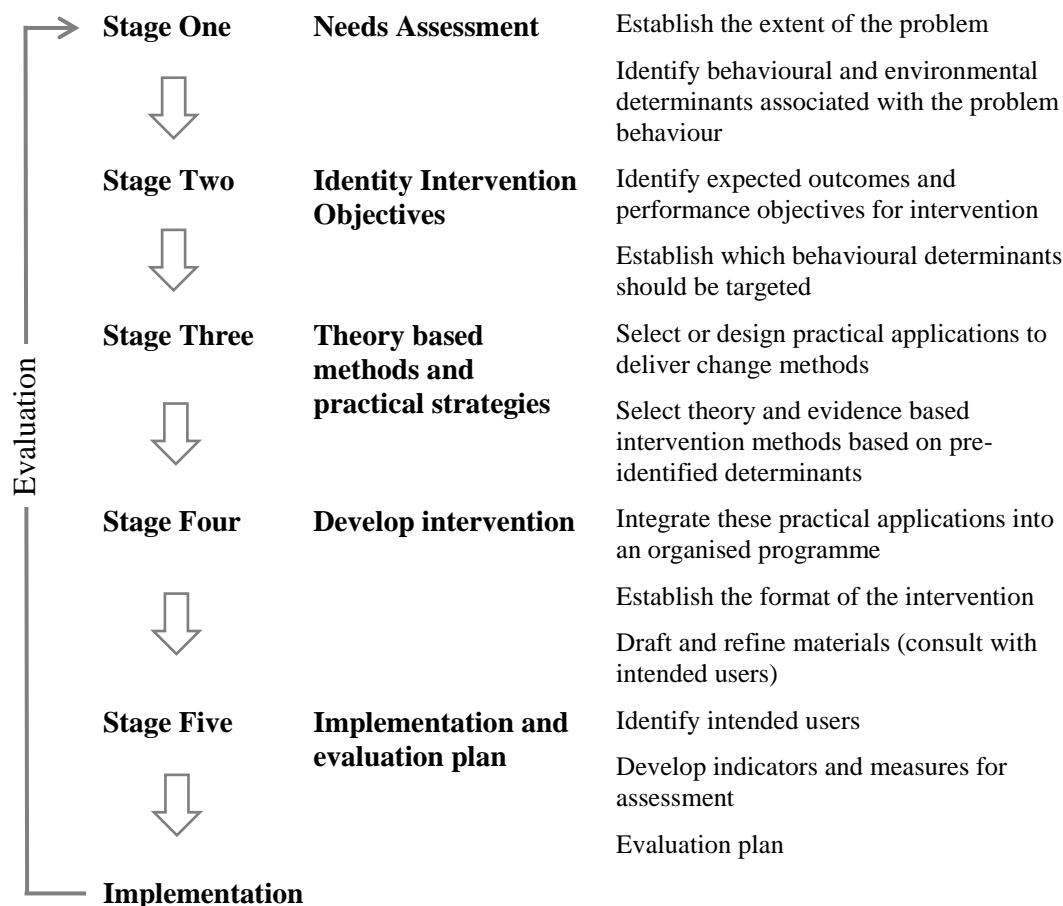 Stage One
Needs Assessment
Establish the extent of the problem
Identify behavioural and environmental
determinants associated with the problem
behaviour
Stage Two
Identity Intervention
Objectives
Identify expected outcomes and
performance objectives for intervention
Establish which behavioural determinants
should be targeted
Stage Three
Theory based
methods and
practical strategies
Select or design practical applications to
deliver change methods
Select theory and evidence based
intervention methods based on pre-
identified determinants
Stage Four
Develop intervention
Integrate these practical applications into
an organised programme
Establish the format of the intervention
Draft and refine materials (consult with
intended users)
Stage Five
Implementation and
evaluation plan
Identify intended users
Develop indicators and measures for
assessment
Evaluation plan
Implementation
Evaluation